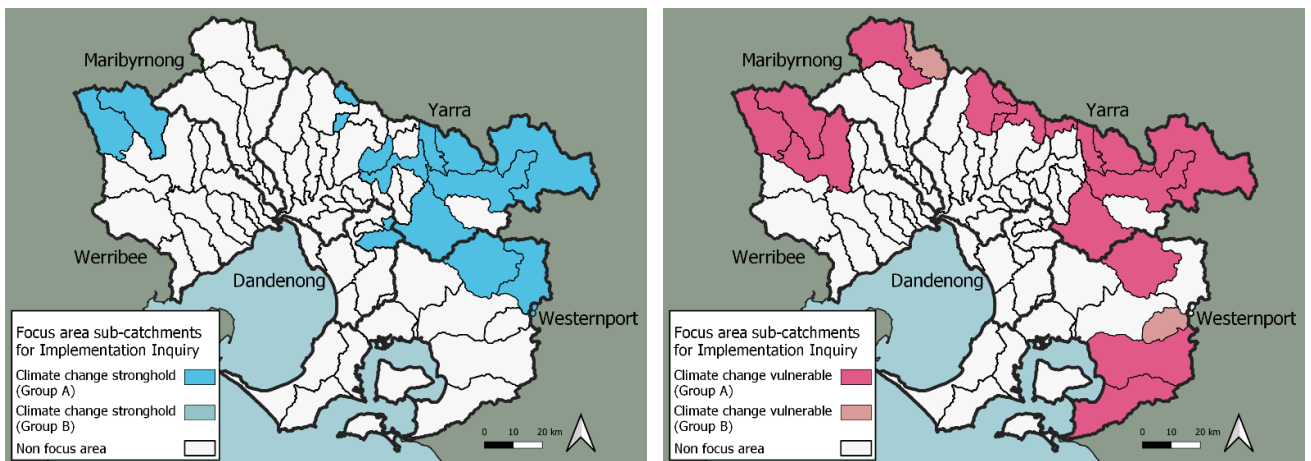 Maribyrnong
Yarra
Werribee
Dandenong
Westernport
Focus area sub-catchments
for Implementation Inquiry
Climate change stronghold
(Group A)
Climate change stronghold
(Group B)
Non focus area
0 10 20 km
Maribyrnong
Yarra
Werribee
Dandenong
Westernport
Focus area sub-catchments
for Implementation Inquiry
Climate change vulnerable
(Group A)
Climate change vulnerable
(Group B)
Non focus area
0 10 20 km